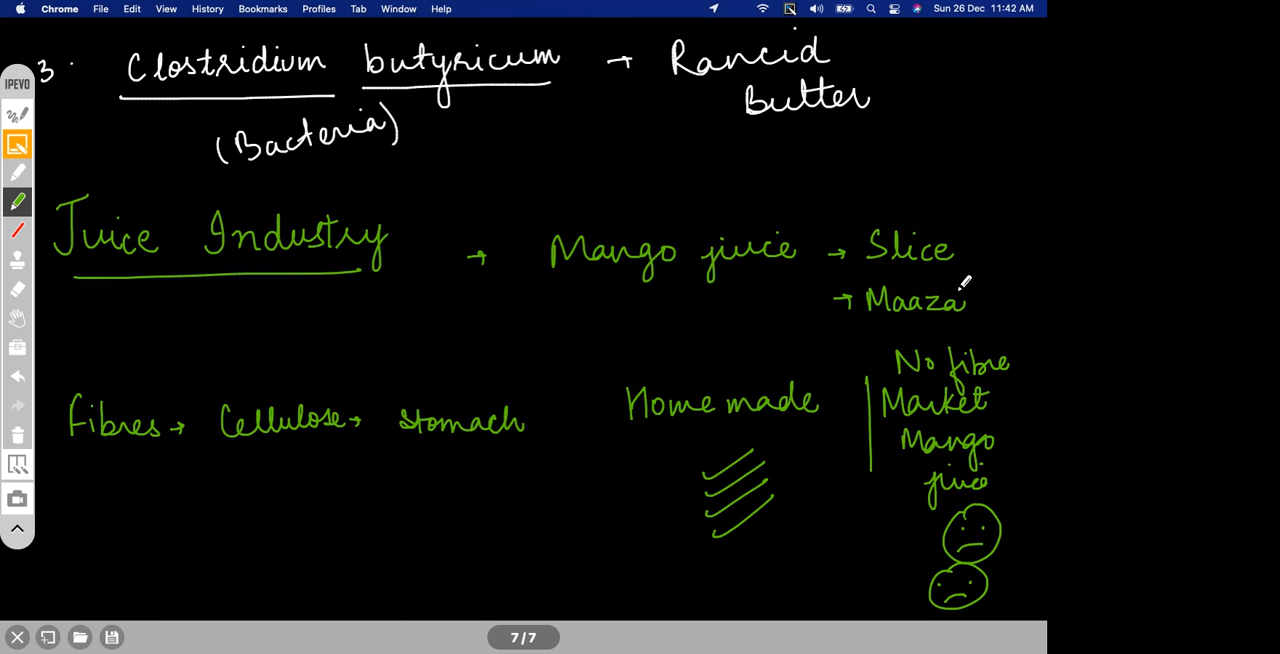 Chrome File Edit View History Bookmarks Profiles Tab Window Help Sun 26 Dec 11:42 AM
IPEVO
3. Clostridium butyricum → Rancid
Butter
(Bacteria)
Juice Industry → Mango juice → Slice
→ Maaza
No fibre
Fibres → Cellulose → Stomach
Home made
Market
Mango
juice
7/7